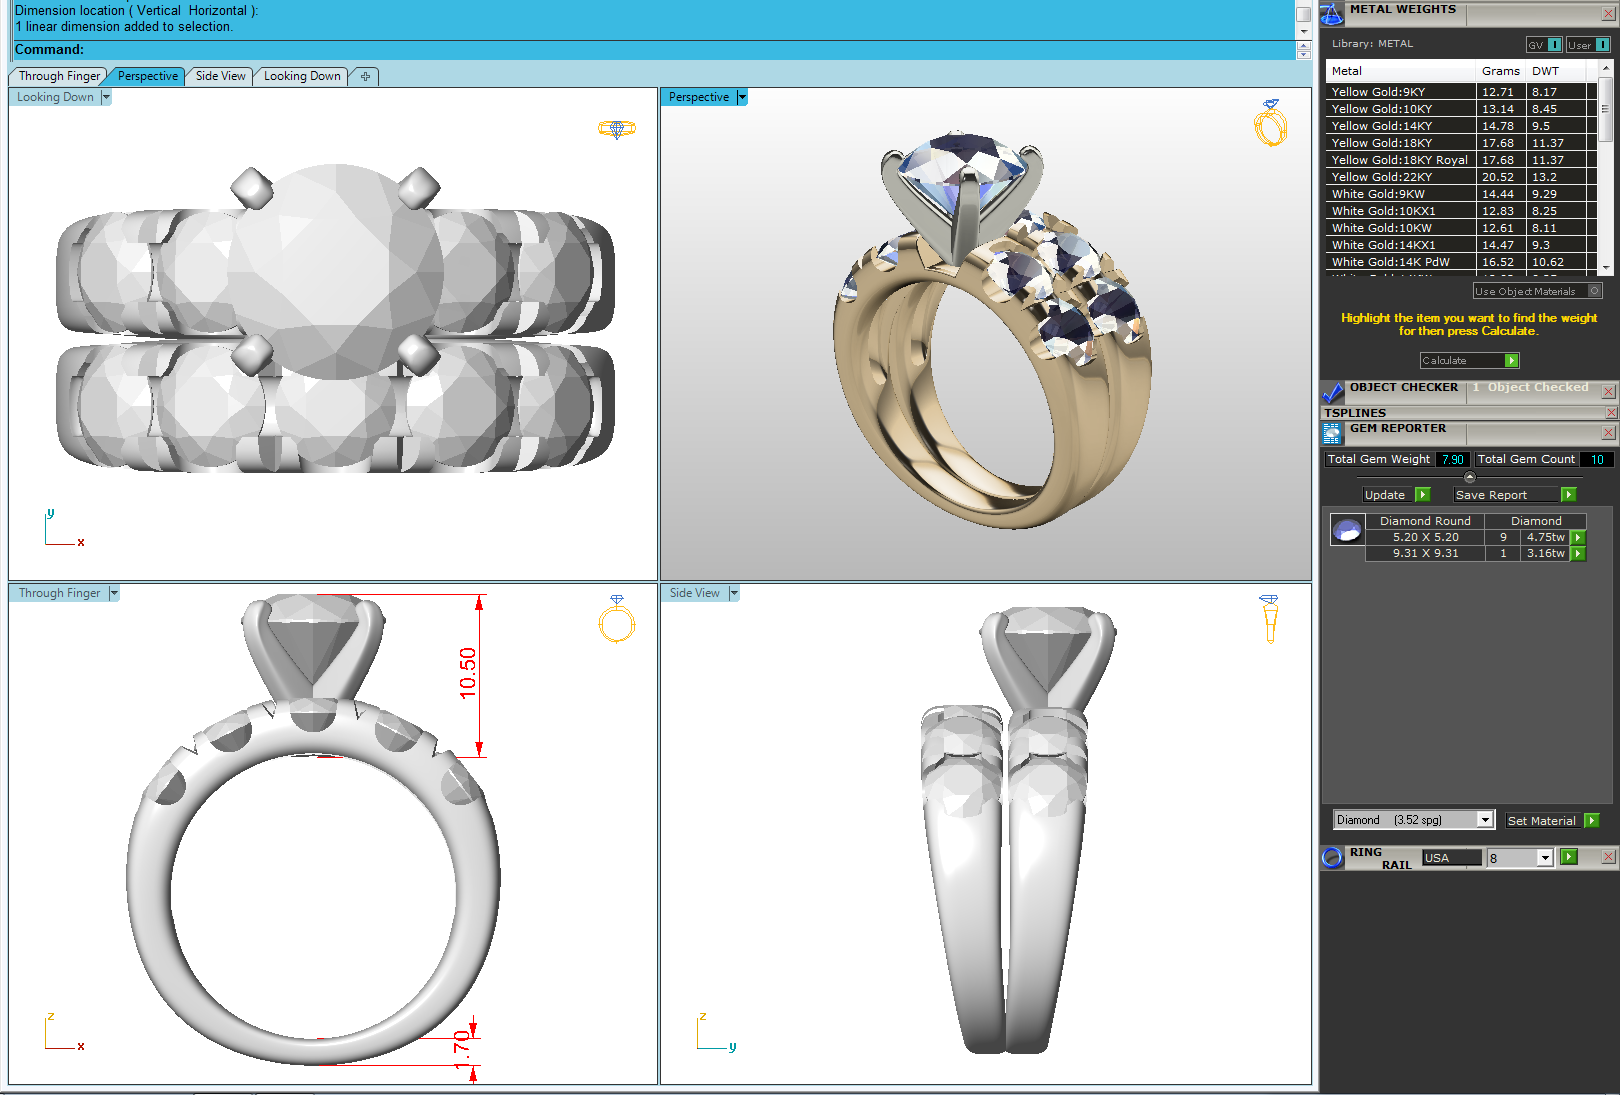 Dimension location ( Vertical  Horizontal ):
1 linear dimension added to selection.
Command:
Through Finger
Perspective
Side View
Looking Down
Looking Down
Perspective
y
x
Through Finger
10.50
1.70
z
x
Side View
z
y
METAL WEIGHTS
Library: METAL
GV I
User I
Metal Grams DWT
Yellow Gold:9KY 12.71 8.17
Yellow Gold:10KY 13.14 8.45
Yellow Gold:14KY 14.78 9.5
Yellow Gold:18KY 17.68 11.37
Yellow Gold:18KY Royal 17.68 11.37
Yellow Gold:22KY 20.52 13.2
White Gold:9KW 14.44 9.29
White Gold:10KX1 12.83 8.25
White Gold:10KW 12.61 8.11
White Gold:14KX1 14.47 9.3
White Gold:14K PdW 16.52 10.62
Use Object Materials
Highlight the item you want to find the weight
for then press Calculate.
Calculate
OBJECT CHECKER 1 Object Checked
TSPLINES
GEM REPORTER
Total Gem Weight 7.90 Total Gem Count 10
Update Save Report
Diamond Round Diamond
5.20 X 5.20 9 4.75tw
9.31 X 9.31 1 3.16tw
Diamond (3.52 spg) Set Material
RING
RAIL USA 8